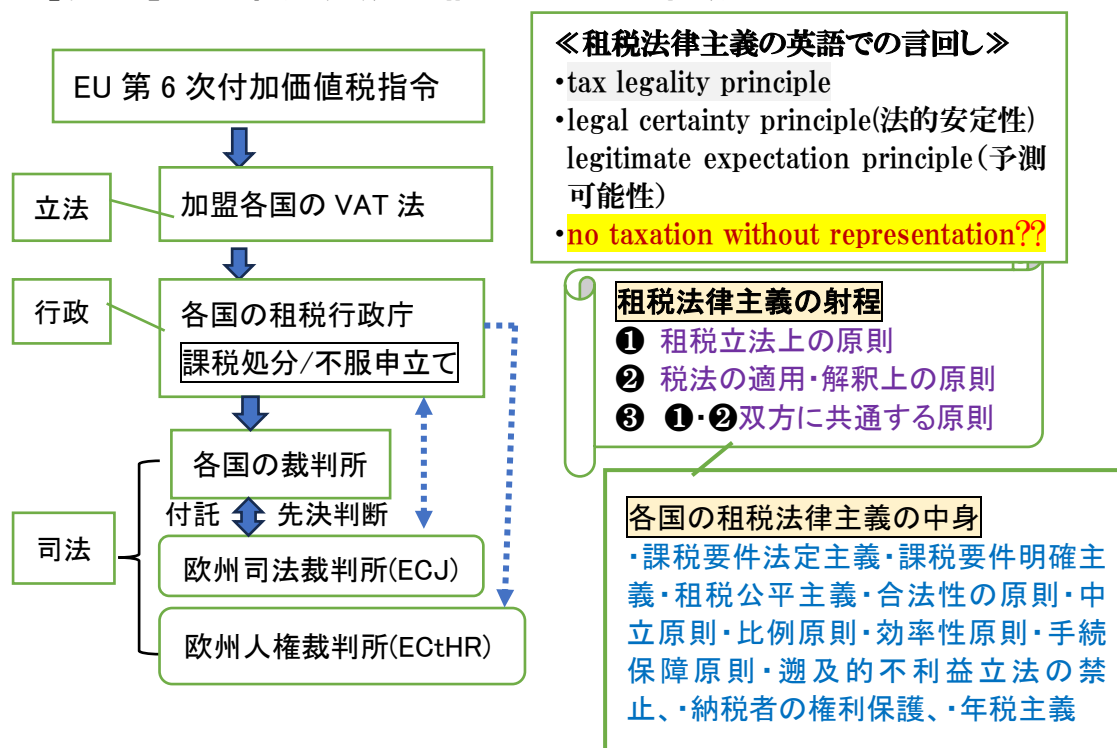 EU 第 6 次付加価値税指令
立法
加盟各国の VAT 法
行政
各国の租税行政庁
課税処分/不服申立て
各国の裁判所
付託
先決判断
司法
欧州司法裁判所(ECJ)
欧州人権裁判所(ECtHR)
≪租税法律主義の英語での言回し≫
・tax legality principle
・legal certainty principle(法的安定性)
legitimate expectation principle(予測
可能性)
・no taxation without representation??
租税法律主義の射程
❶ 租税立法上の原則
❷ 税法の適用・解釈上の原則
❸ ❶・❷双方に共通する原則
各国の租税法律主義の中身
・課税要件法定主義・課税要件明確主
義・租税公平主義・合法性の原則・中
立原則・比例原則・効率性原則・手続
保障原則・遡及的不利益立法の禁
止、・納税者の権利保護、・年税主義